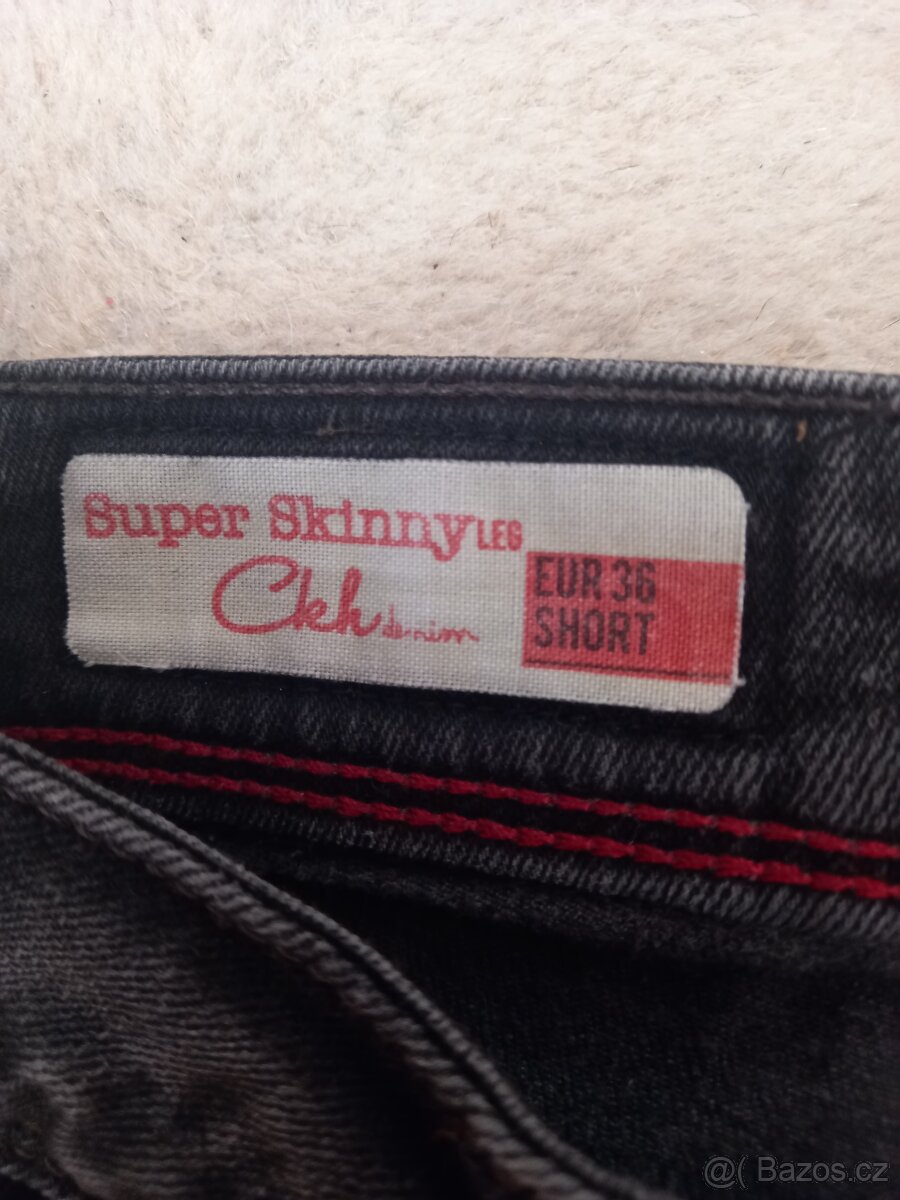 Super Skinny LEG
Ckh denim
EUR 36
SHORT
@( Bazos.cz